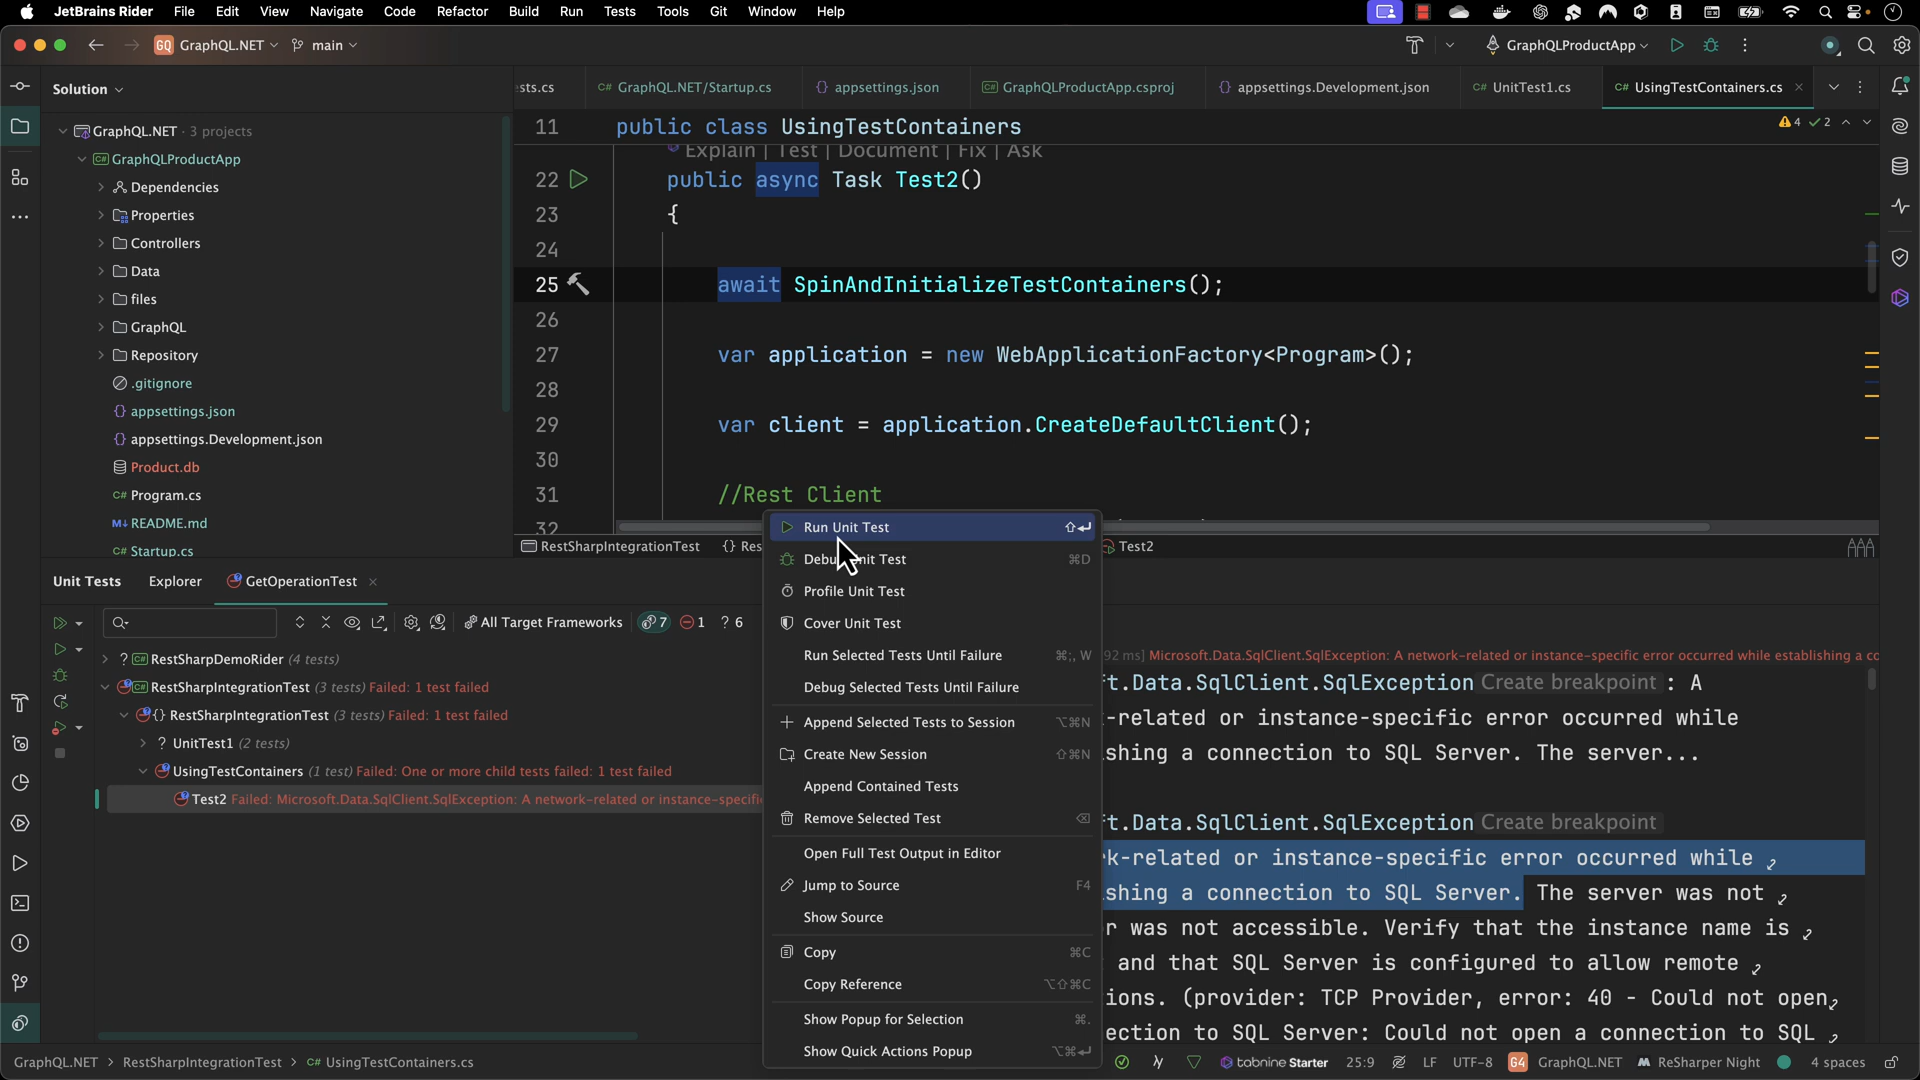 JetBrains Rider File Edit View Navigate Code Refactor Build Run Tests Tools Git Window Help
GQ GraphQL.NET main GraphQLProductApp
Solution
sts.cs C# GraphQL.NET/Startup.cs {} appsettings.json GraphQLProductApp.csproj {} appsettings.Development.json C# UnitTest1.cs C# UsingTestContainers.cs
GraphQL.NET · 3 projects
GraphQLProductApp
Dependencies
Properties
Controllers
Data
files
GraphQL
Repository
.gitignore
{} appsettings.json
{} appsettings.Development.json
Product.db
C# Program.cs
M↓ README.md
C# Startup.cs
11 public class UsingTestContainers 4 2
Explain | Test | Document | Fix | Ask
22 public async Task Test2()
23 {
24
25 await SpinAndInitializeTestContainers();
26
27 var application = new WebApplicationFactory<Program>();
28
29 var client = application.CreateDefaultClient();
30
31 //Rest Client
32
RestSharpIntegrationTest {} Res Test2
Unit Tests Explorer GetOperationTest
All Target Frameworks 7 1 ? 6
? C# RestSharpDemoRider (4 tests)
C# RestSharpIntegrationTest (3 tests) Failed: 1 test failed
{} RestSharpIntegrationTest (3 tests) Failed: 1 test failed
? UnitTest1 (2 tests)
UsingTestContainers (1 test) Failed: One or more child tests failed: 1 test failed
Test2 Failed: Microsoft.Data.SqlClient.SqlException: A network-related or instance-specifi
Run Unit Test ⇧↵
Debug Unit Test ⌘D
Profile Unit Test
Cover Unit Test
Run Selected Tests Until Failure ⌘;, W
Debug Selected Tests Until Failure
Append Selected Tests to Session ⌥⌘N
Create New Session ⇧⌘N
Append Contained Tests
Remove Selected Test ⌫
Open Full Test Output in Editor
Jump to Source F4
Show Source
Copy ⌘C
Copy Reference ⌥⇧⌘C
Show Popup for Selection ⌘.
Show Quick Actions Popup ⌥⌘↵
92 ms] Microsoft.Data.SqlClient.SqlException: A network-related or instance-specific error occurred while establishing a co
ft.Data.SqlClient.SqlException Create breakpoint : A
-related or instance-specific error occurred while
shing a connection to SQL Server. The server...
ft.Data.SqlClient.SqlException Create breakpoint
rk-related or instance-specific error occurred while
shing a connection to SQL Server. The server was not
r was not accessible. Verify that the instance name is
and that SQL Server is configured to allow remote
ions. (provider: TCP Provider, error: 40 - Could not open
ection to SQL Server: Could not open a connection to SQL
GraphQL.NET > RestSharpIntegrationTest > C# UsingTestContainers.cs tabnine Starter 25:9 LF UTF-8 G4 GraphQL.NET ReSharper Night 4 spaces